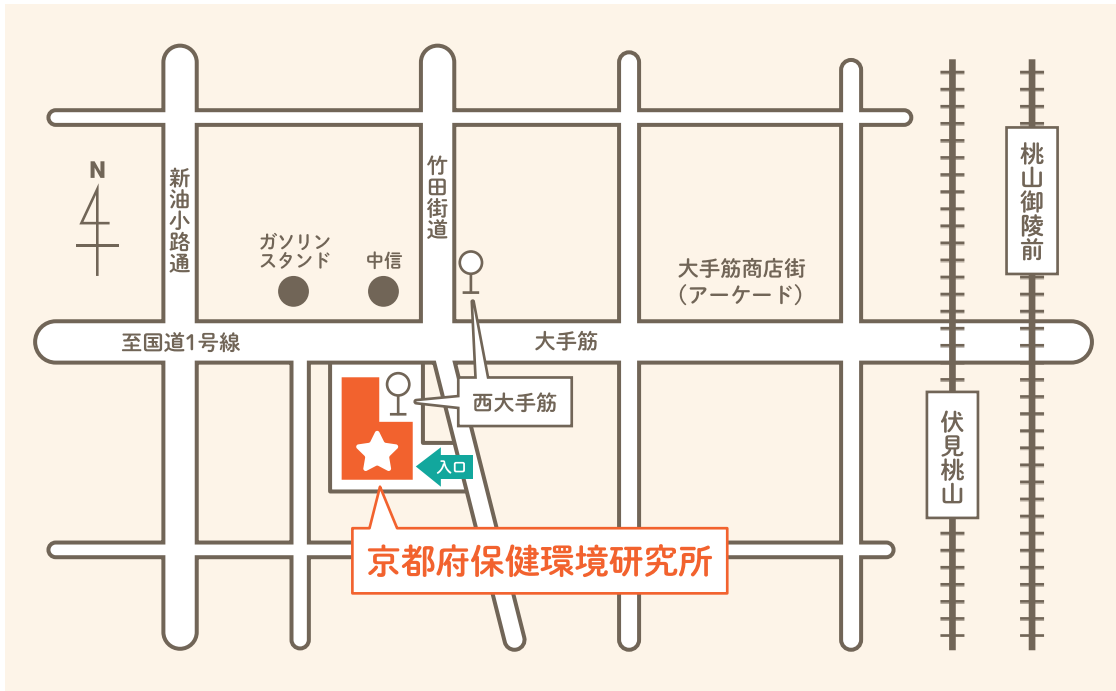 N
新油小路通
竹田街道
桃山御陵前
ガソリン
スタンド
中信
大手筋商店街
（アーケード）
至国道1号線
大手筋
西大手筋
伏見桃山
入口
京都府保健環境研究所